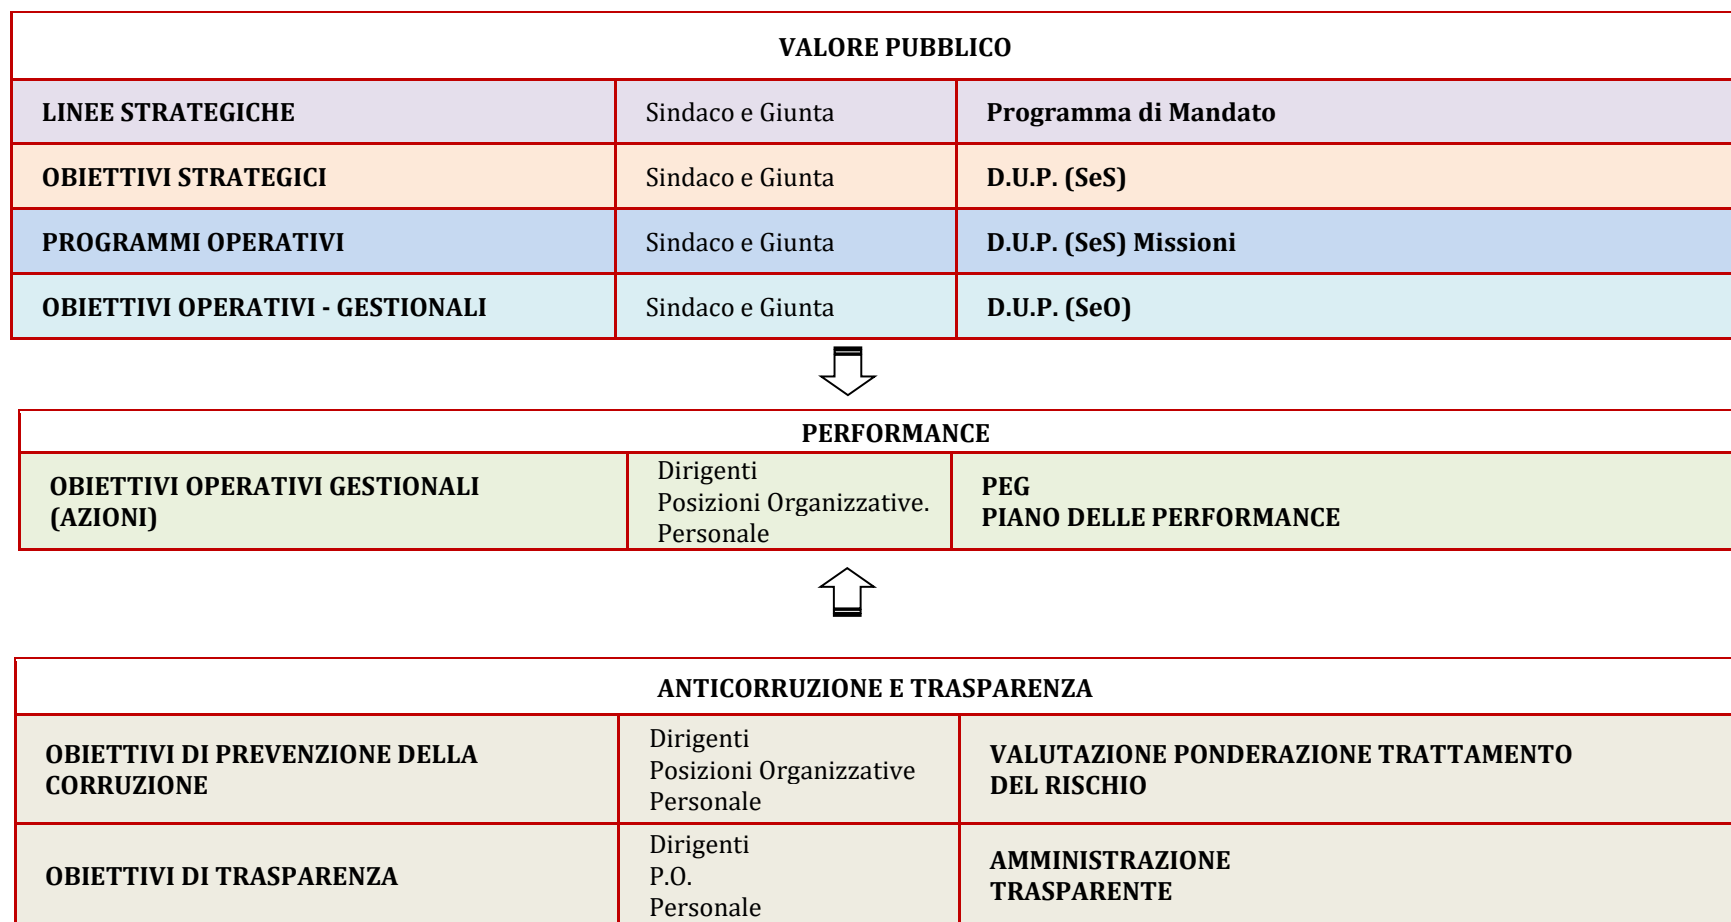 VALORE PUBBLICO
LINEE STRATEGICHE
Sindaco e Giunta
Programma di Mandato
OBIETTIVI STRATEGICI
Sindaco e Giunta
D.U.P. (SeS)
PROGRAMMI OPERATIVI
Sindaco e Giunta
D.U.P. (SeS) Missioni
OBIETTIVI OPERATIVI - GESTIONALI
Sindaco e Giunta
D.U.P. (SeO)
PERFORMANCE
OBIETTIVI OPERATIVI GESTIONALI
(AZIONI)
Dirigenti
Posizioni Organizzative.
Personale
PEG
PIANO DELLE PERFORMANCE
ANTICORRUZIONE E TRASPARENZA
OBIETTIVI DI PREVENZIONE DELLA
CORRUZIONE
Dirigenti
Posizioni Organizzative
Personale
VALUTAZIONE PONDERAZIONE TRATTAMENTO
DEL RISCHIO
OBIETTIVI DI TRASPARENZA
Dirigenti
P.O.
Personale
AMMINISTRAZIONE
TRASPARENTE